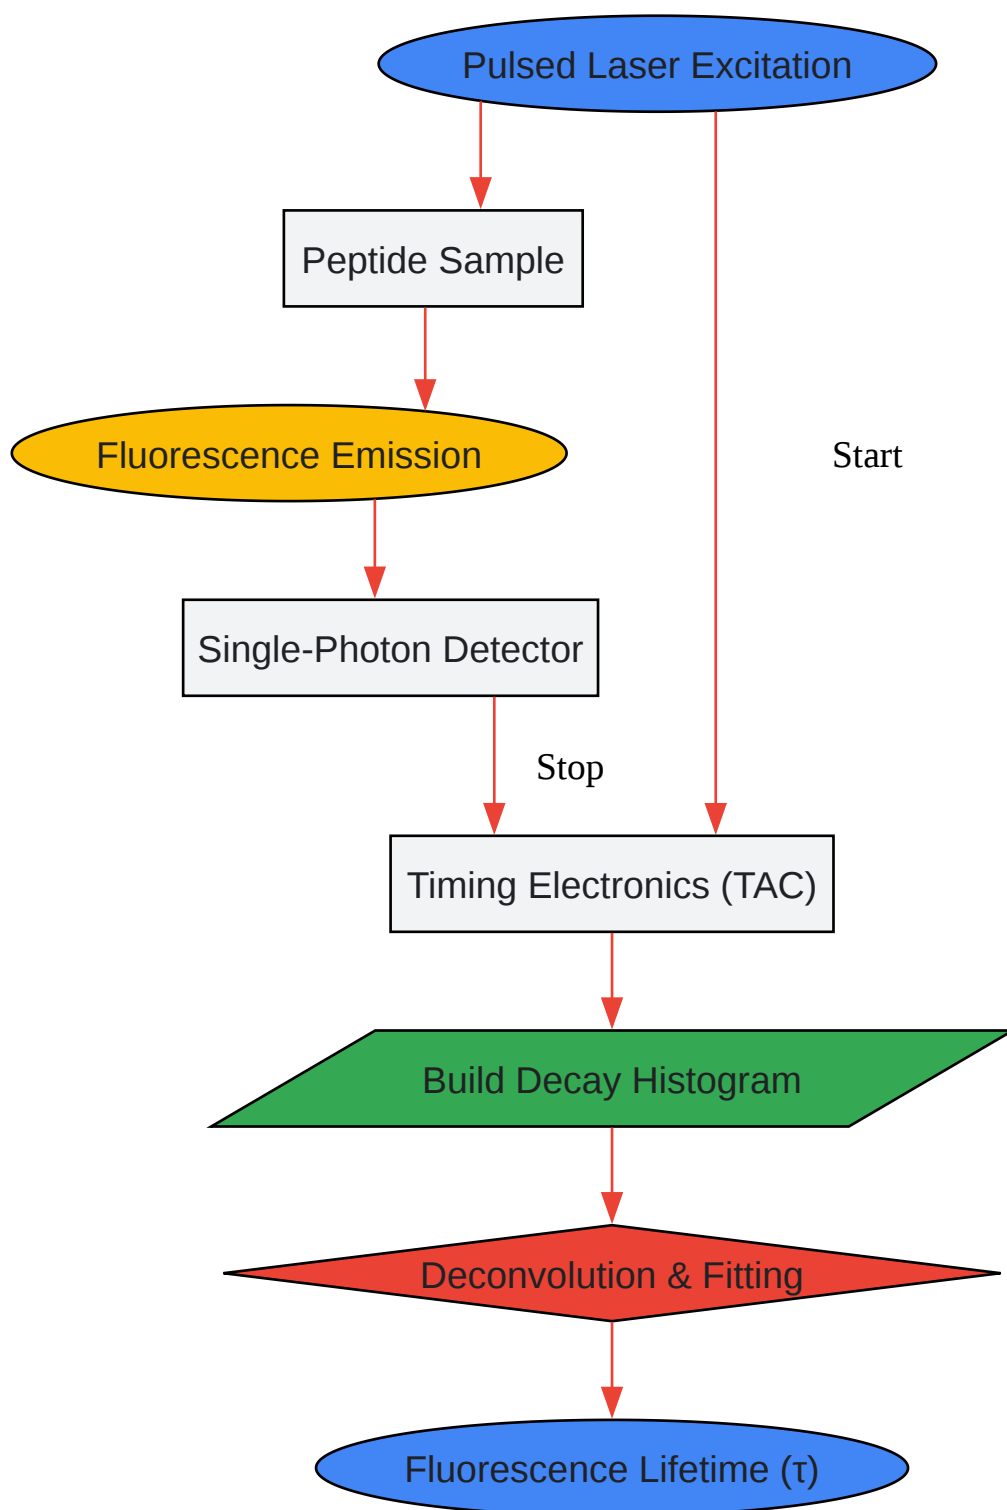 Pulsed Laser Excitation
Peptide Sample
Fluorescence Emission
Start
Single-Photon Detector
Stop
Timing Electronics (TAC)
Build Decay Histogram
Deconvolution & Fitting
Fluorescence Lifetime (τ)